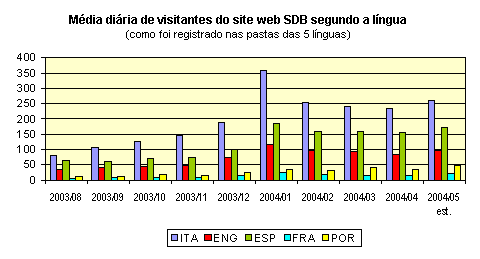 Média diária de visitantes do site web SDB segundo a língua
(como foi registrado nas pastas das 5 línguas)
400
350
300
250
200
150
100
50
0
2003/08 2003/09 2003/10 2003/11 2003/12 2004/01 2004/02 2004/03 2004/04 2004/05
est.
ITA ENG ESP FRA POR